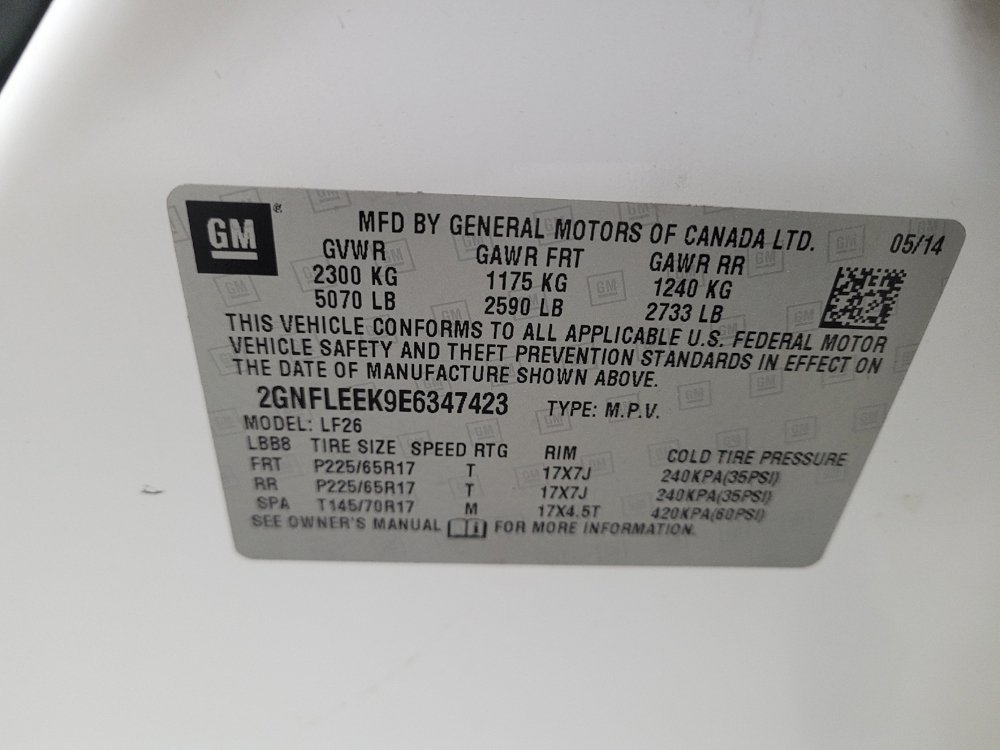 GM
MFD BY GENERAL MOTORS OF CANADA LTD. 05/14
GVWR GAWR FRT GAWR RR
2300 KG 1175 KG 1240 KG
5070 LB 2590 LB 2733 LB
THIS VEHICLE CONFORMS TO ALL APPLICABLE U.S. FEDERAL MOTOR
VEHICLE SAFETY AND THEFT PREVENTION STANDARDS IN EFFECT ON
THE DATE OF MANUFACTURE SHOWN ABOVE.
2GNFLEEK9E6347423 TYPE: M.P.V.
MODEL: LF26
LBB8 TIRE SIZE SPEED RTG RIM COLD TIRE PRESSURE
FRT P225/65R17 T 17X7J 240KPA(35PSI)
RR P225/65R17 T 17X7J 240KPA(35PSI)
SPA T145/70R17 M 17X4.5T 420KPA(60PSI)
SEE OWNER'S MANUAL FOR MORE INFORMATION.